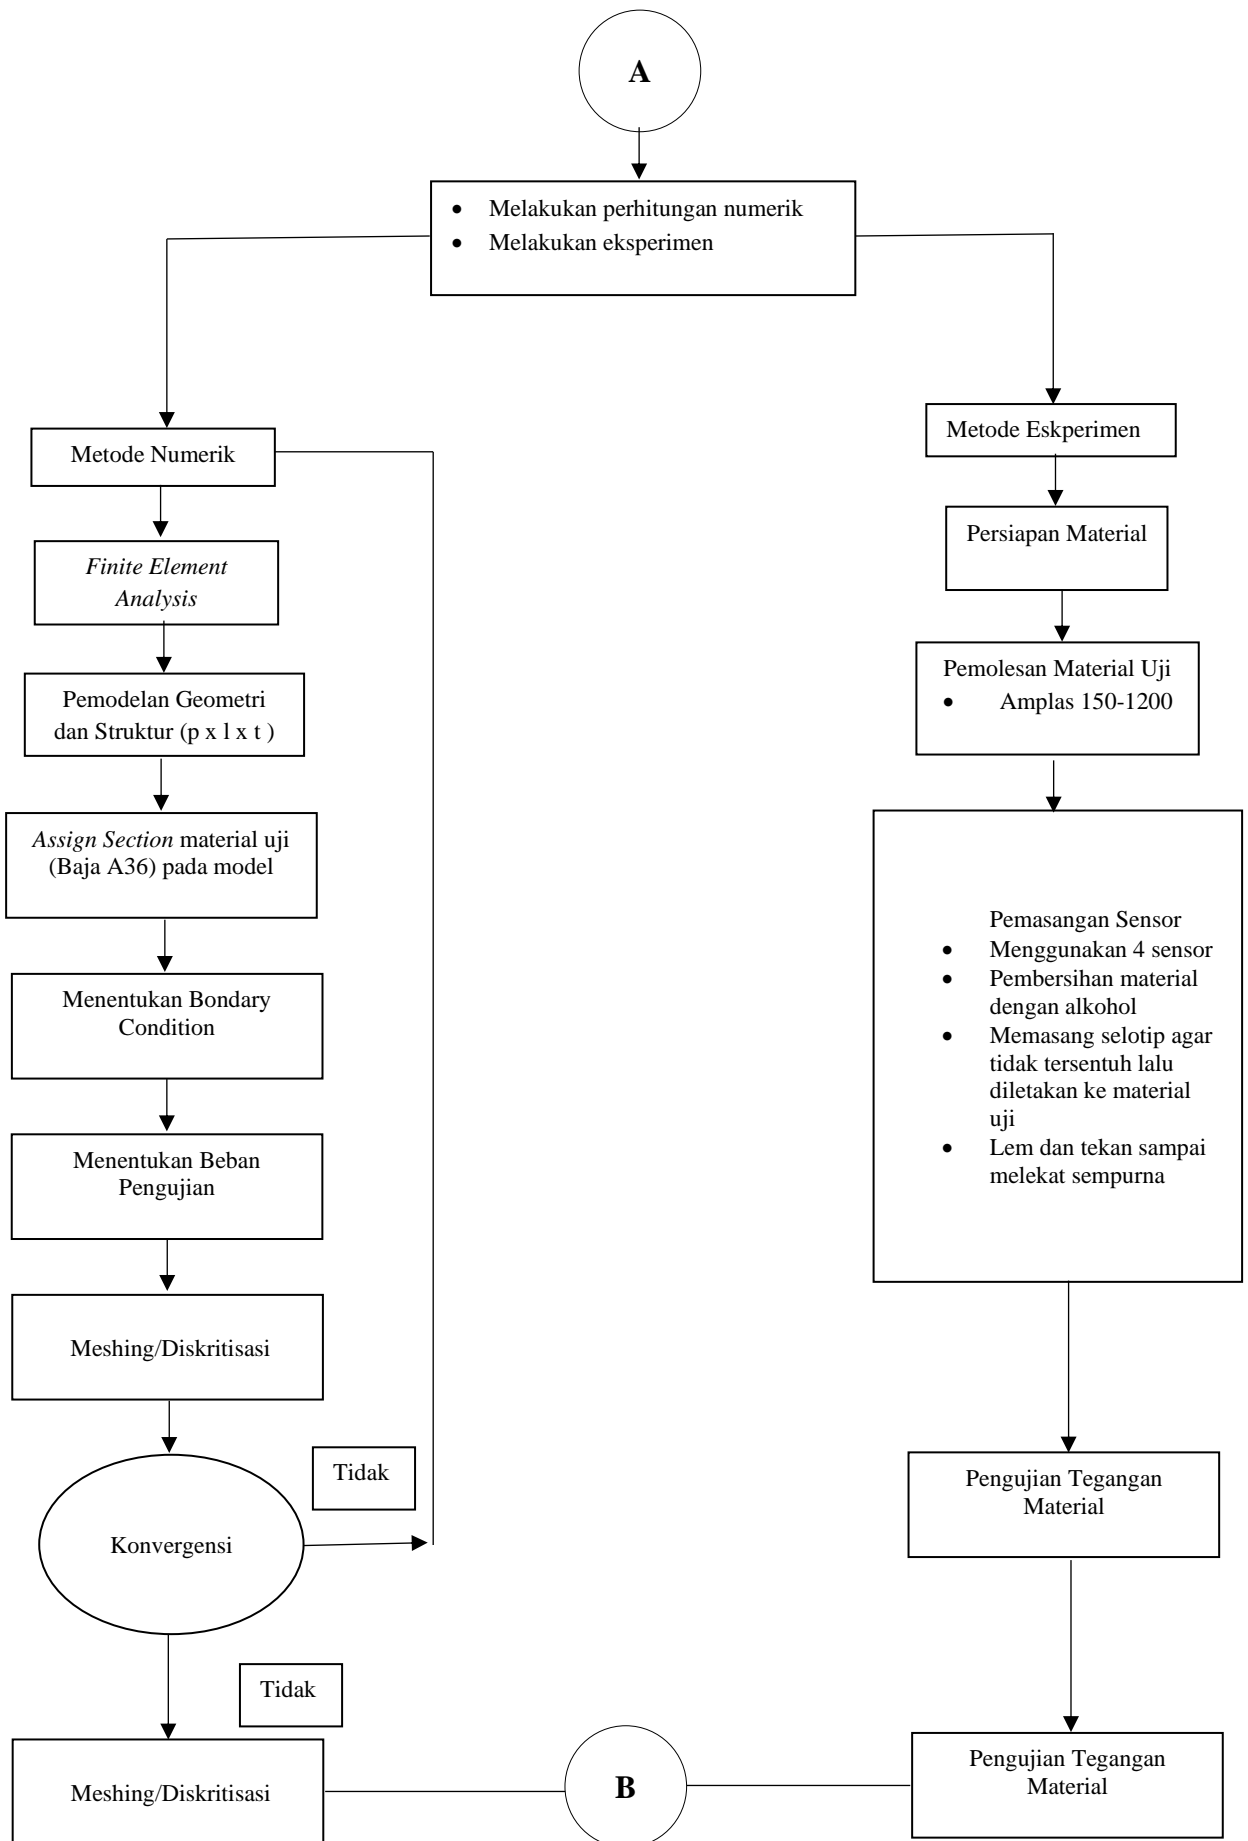 A
• Melakukan perhitungan numerik
• Melakukan eksperimen
Metode Numerik
Finite Element
Analysis
Pemodelan Geometri
dan Struktur (p x l x t )
Assign Section material uji
(Baja A36) pada model
Menentukan Bondary
Condition
Menentukan Beban
Pengujian
Meshing/Diskritisasi
Konvergensi
Tidak
Tidak
Meshing/Diskritisasi
Metode Eskperimen
Persiapan Material
Pemolesan Material Uji
• Amplas 150-1200
Pemasangan Sensor
• Menggunakan 4 sensor
• Pembersihan material
dengan alkohol
• Memasang selotip agar
tidak tersentuh lalu
diletakan ke material
uji
• Lem dan tekan sampai
melekat sempurna
Pengujian Tegangan
Material
Pengujian Tegangan
Material
B